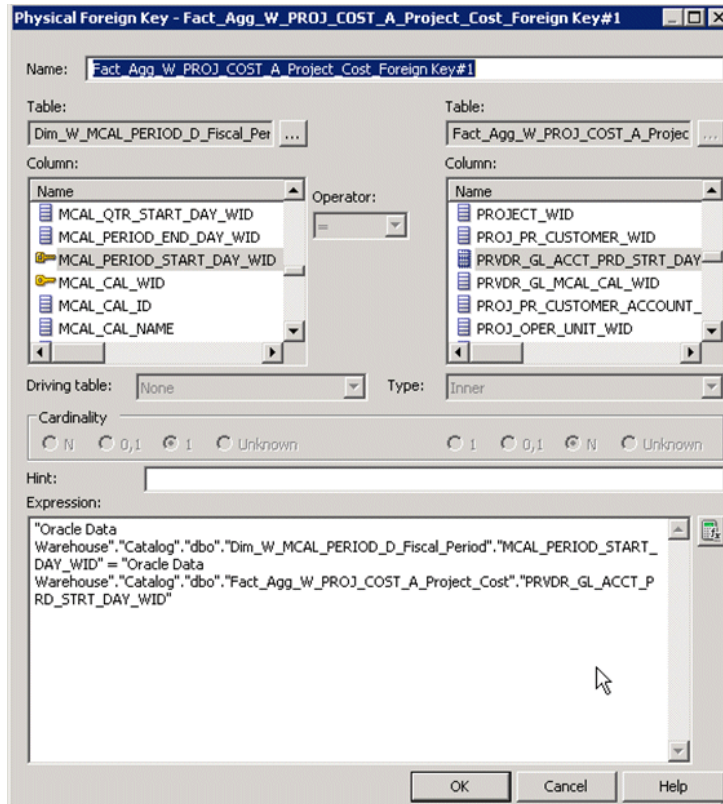 Physical Foreign Key - Fact_Agg_W_PROJ_COST_A_Project_Cost_Foreign Key#1
Name: Fact_Agg_W_PROJ_COST_A_Project_Cost_Foreign Key#1
Table: Table:
Dim_W_MCAL_PERIOD_D_Fiscal_Per ... Fact_Agg_W_PROJ_COST_A_Projec ...
Column: Column:
Name Operator: Name
MCAL_QTR_START_DAY_WID = PROJECT_WID
MCAL_PERIOD_END_DAY_WID PROJ_PR_CUSTOMER_WID
MCAL_PERIOD_START_DAY_WID PRVDR_GL_ACCT_PRD_STRT_DAY
MCAL_CAL_WID PRVDR_GL_MCAL_CAL_WID
MCAL_CAL_ID PROJ_PR_CUSTOMER_ACCOUNT_
MCAL_CAL_NAME PROJ_OPER_UNIT_WID
Driving table: None Type: Inner
Cardinality
N 0,1 1 Unknown 1 0,1 N Unknown
Hint:
Expression:
"Oracle Data
Warehouse"."Catalog"."dbo"."Dim_W_MCAL_PERIOD_D_Fiscal_Period"."MCAL_PERIOD_START_
DAY_WID" = "Oracle Data
Warehouse"."Catalog"."dbo"."Fact_Agg_W_PROJ_COST_A_Project_Cost"."PRVDR_GL_ACCT_P
RD_STRT_DAY_WID"
OK Cancel Help